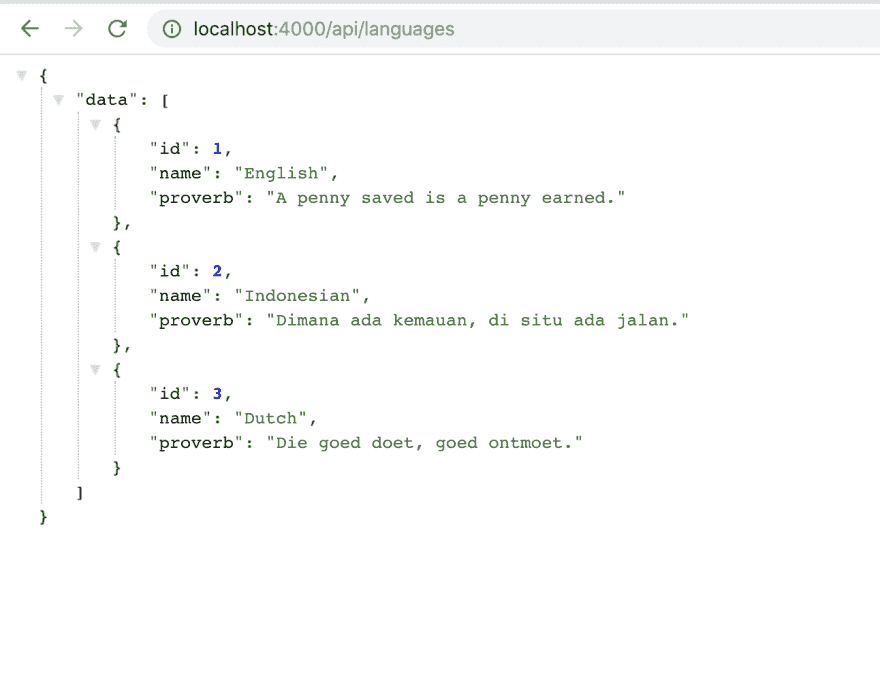 localhost:4000/api/languages
{
"data": [
{
"id": 1,
"name": "English",
"proverb": "A penny saved is a penny earned."
},
{
"id": 2,
"name": "Indonesian",
"proverb": "Dimana ada kemauan, di situ ada jalan."
},
{
"id": 3,
"name": "Dutch",
"proverb": "Die goed doet, goed ontmoet."
}
]
}